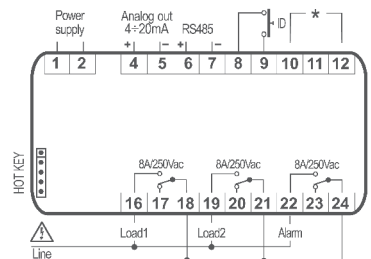 Power supply
Analog out 4÷20mA
RS485
ID
*
+ − + −
1 2 4 5 6 7 8 9 10 11 12
HOT KEY
8A/250Vac 8A/250Vac 8A/250Vac
16 17 18 19 20 21 22 23 24
Load1 Load2 Alarm
Line